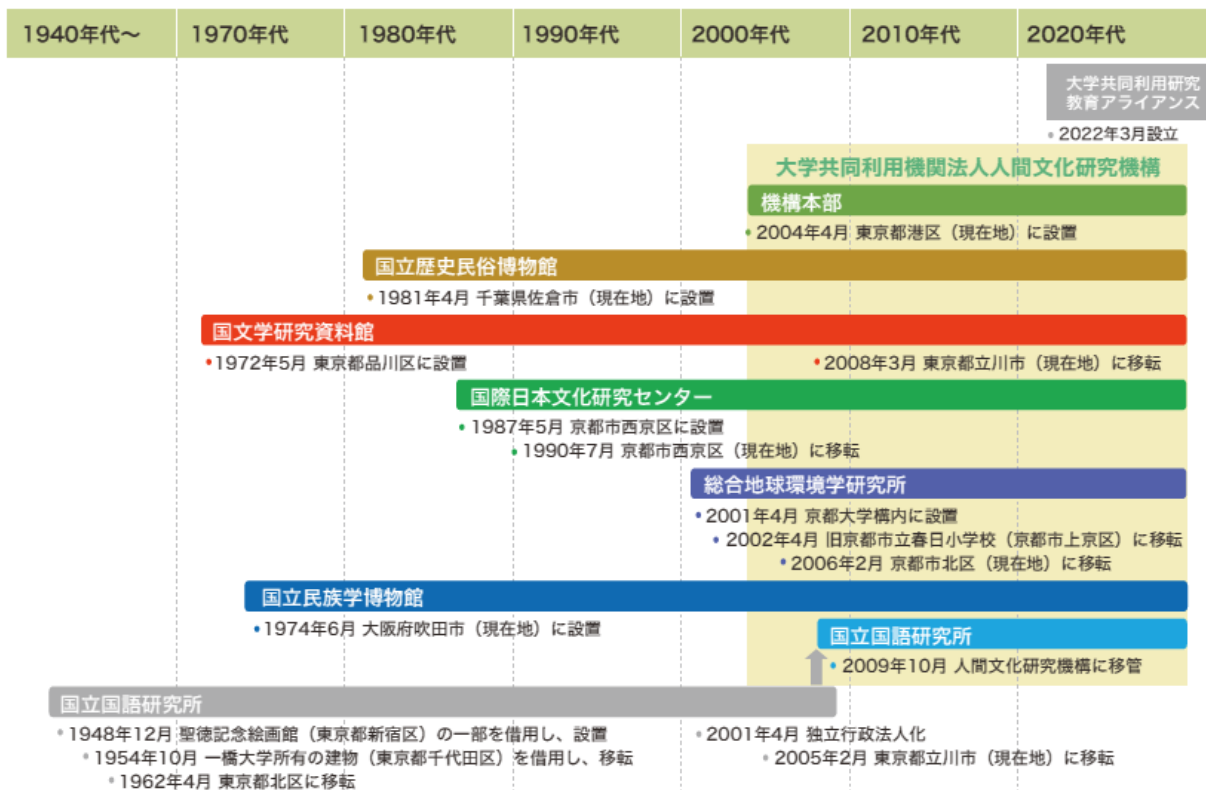 1940年代〜 1970年代 1980年代 1990年代 2000年代 2010年代 2020年代
大学共同利用研究
教育アライアンス
• 2022年3月設立
大学共同利用機関法人人間文化研究機構
機構本部
• 2004年4月 東京都港区（現在地）に設置
国立歴史民俗博物館
• 1981年4月 千葉県佐倉市（現在地）に設置
国文学研究資料館
• 1972年5月 東京都品川区に設置 • 2008年3月 東京都立川市（現在地）に移転
国際日本文化研究センター
• 1987年5月 京都市西京区に設置
• 1990年7月 京都市西京区（現在地）に移転
総合地球環境学研究所
• 2001年4月 京都大学構内に設置
• 2002年4月 旧京都市立春日小学校（京都市上京区）に移転
• 2006年2月 京都市北区（現在地）に移転
国立民族学博物館
• 1974年6月 大阪府吹田市（現在地）に設置
国立国語研究所
• 2009年10月 人間文化研究機構に移管
国立国語研究所
• 1948年12月 聖徳記念絵画館（東京都新宿区）の一部を借用し、設置 • 2001年4月 独立行政法人化
• 1954年10月 一橋大学所有の建物（東京都千代田区）を借用し、移転 • 2005年2月 東京都立川市（現在地）に移転
• 1962年4月 東京都北区に移転